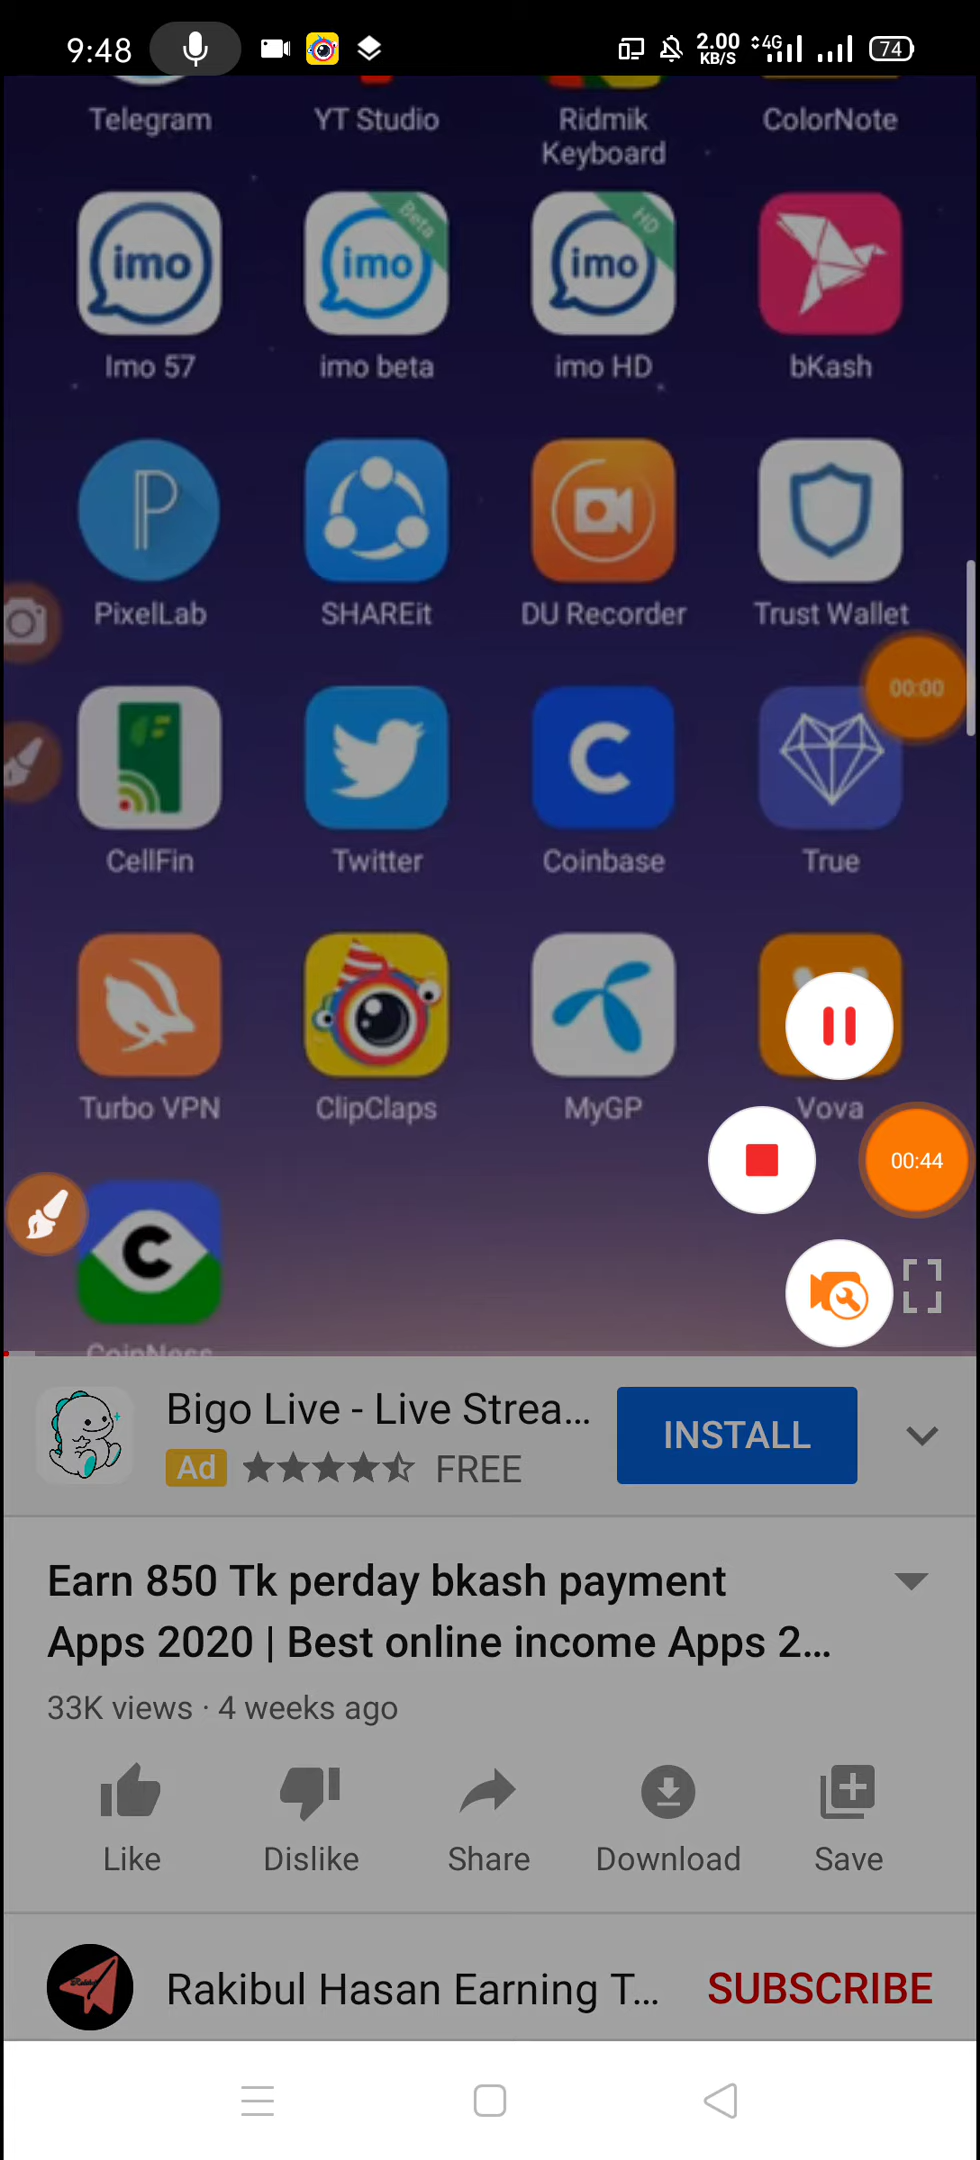 9:48
2.00
KB/S
4G
74
Telegram
YT Studio
Ridmik
Keyboard
ColorNote
imo
imo
Beta
imo
HD
Imo 57
imo beta
imo HD
bKash
PixelLab
SHAREit
DU Recorder
Trust Wallet
00:00
CellFin
Twitter
Coinbase
True
Turbo VPN
ClipClaps
MyGP
Vova
00:44
CoinNess
Bigo Live - Live Strea...
Ad
FREE
INSTALL
Earn 850 Tk perday bkash payment
Apps 2020 | Best online income Apps 2...
33K views · 4 weeks ago
Like
Dislike
Share
Download
Save
Rakibul Hasan Earning T...
SUBSCRIBE